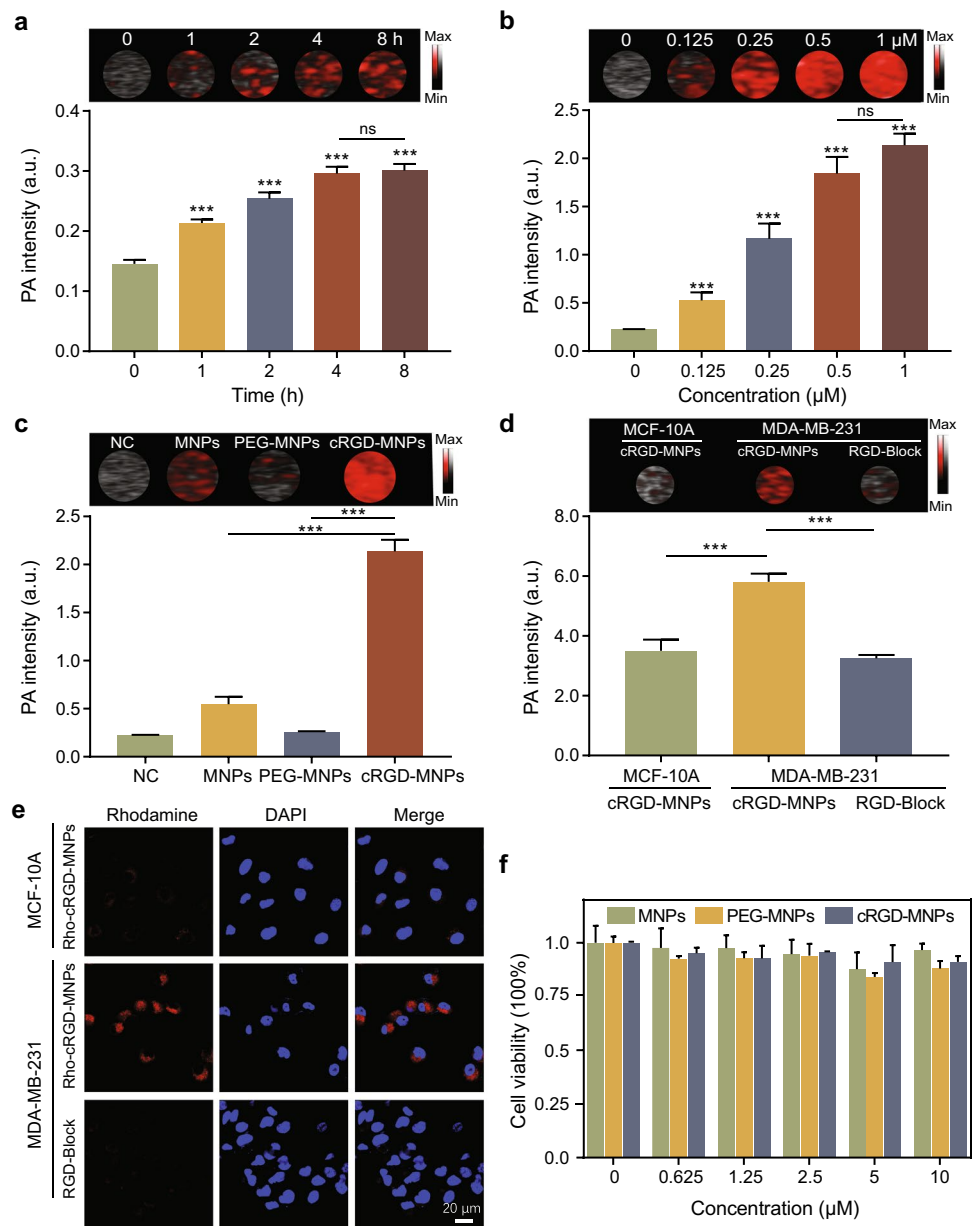 a
0 1 2 4 8 h
Max
Min
PA intensity (a.u.)
0.4
0.3
0.2
0.1
0.0
*** *** *** ***
ns
0 1 2 4 8
Time (h)
b
0 0.125 0.25 0.5 1 µM
Max
Min
PA intensity (a.u.)
2.5
2.0
1.5
1.0
0.5
0.0
*** *** *** ***
ns
0 0.125 0.25 0.5 1
Concentration (µM)
c
NC MNPs PEG-MNPs cRGD-MNPs
Max
Min
PA intensity (a.u.)
2.5
2.0
1.5
1.0
0.5
0.0
***
***
NC MNPs PEG-MNPs cRGD-MNPs
d
MCF-10A MDA-MB-231
cRGD-MNPs cRGD-MNPs RGD-Block
Max
Min
PA intensity (a.u.)
8.0
6.0
4.0
2.0
0.0
*** ***
MCF-10A MDA-MB-231
cRGD-MNPs cRGD-MNPs RGD-Block
e
Rhodamine DAPI Merge
MCF-10A
Rho-cRGD-MNPs
MDA-MB-231
Rho-cRGD-MNPs
RGD-Block
20 µm
f
MNPs PEG-MNPs cRGD-MNPs
Cell viability (100%)
1.0
0.75
0.5
0.25
0.0
0 0.625 1.25 2.5 5 10
Concentration (µM)